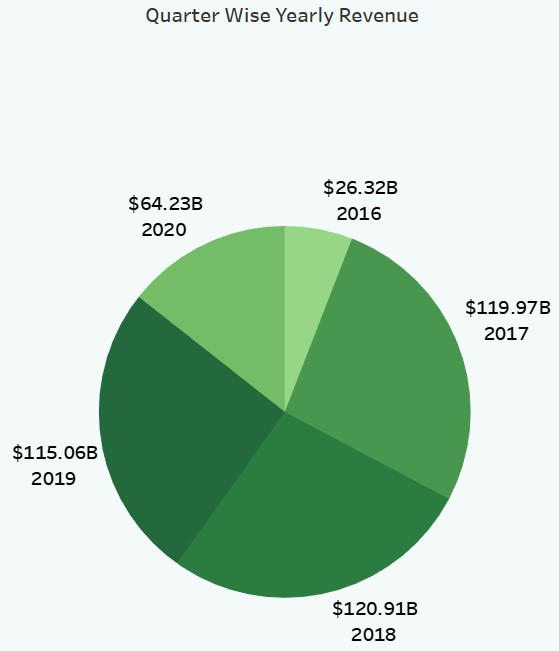 Quarter Wise Yearly Revenue
$26.32B
2016
$64.23B
2020
$119.97B
2017
$115.06B
2019
$120.91B
2018